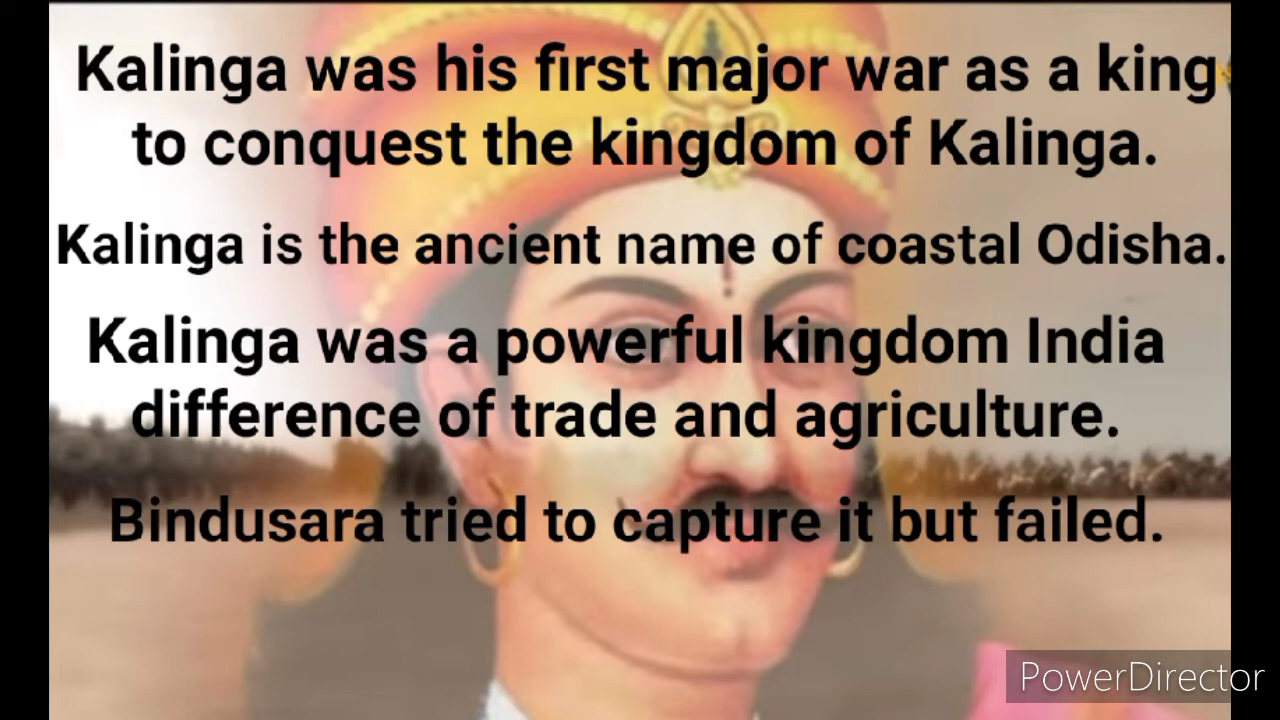 Kalinga was his first major war as a king
to conquest the kingdom of Kalinga.
Kalinga is the ancient name of coastal Odisha.
Kalinga was a powerful kingdom India
difference of trade and agriculture.
Bindusara tried to capture it but failed.
PowerDirector